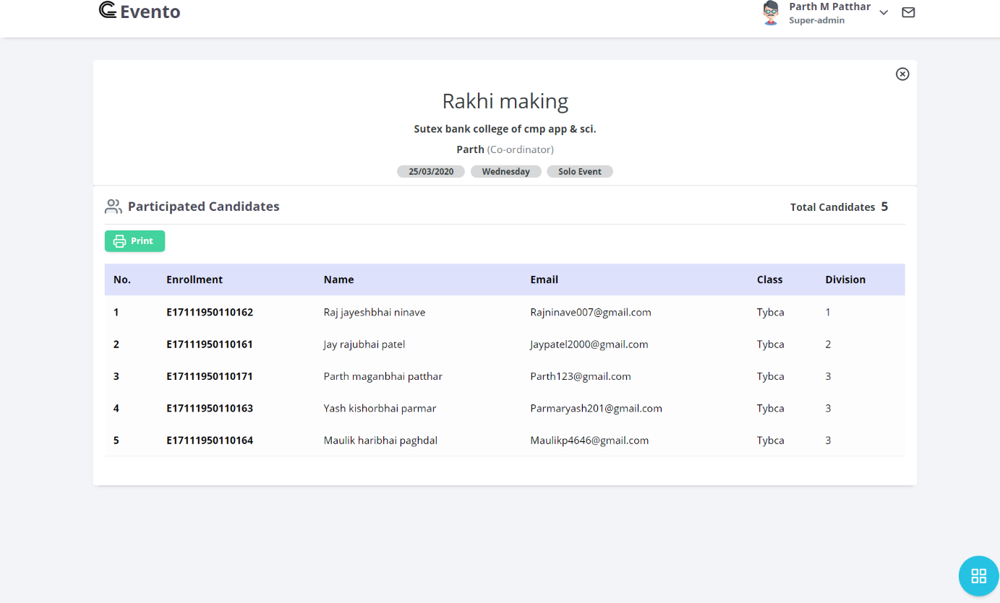 Evento
Parth M Patthar
Super-admin
Rakhi making
Sutex bank college of cmp app & sci.
Parth (Co-ordinator)
25/03/2020 Wednesday Solo Event
Participated Candidates Total Candidates 5
Print
No. Enrollment Name Email Class Division
1 E17111950110162 Raj jayeshbhai ninave Rajninave007@gmail.com Tybca 1
2 E17111950110161 Jay rajubhai patel Jaypatel2000@gmail.com Tybca 2
3 E17111950110171 Parth maganbhai patthar Parth123@gmail.com Tybca 3
4 E17111950110163 Yash kishorbhai parmar Parmaryash201@gmail.com Tybca 3
5 E17111950110164 Maulik haribhai paghdal Maulikp4646@gmail.com Tybca 3